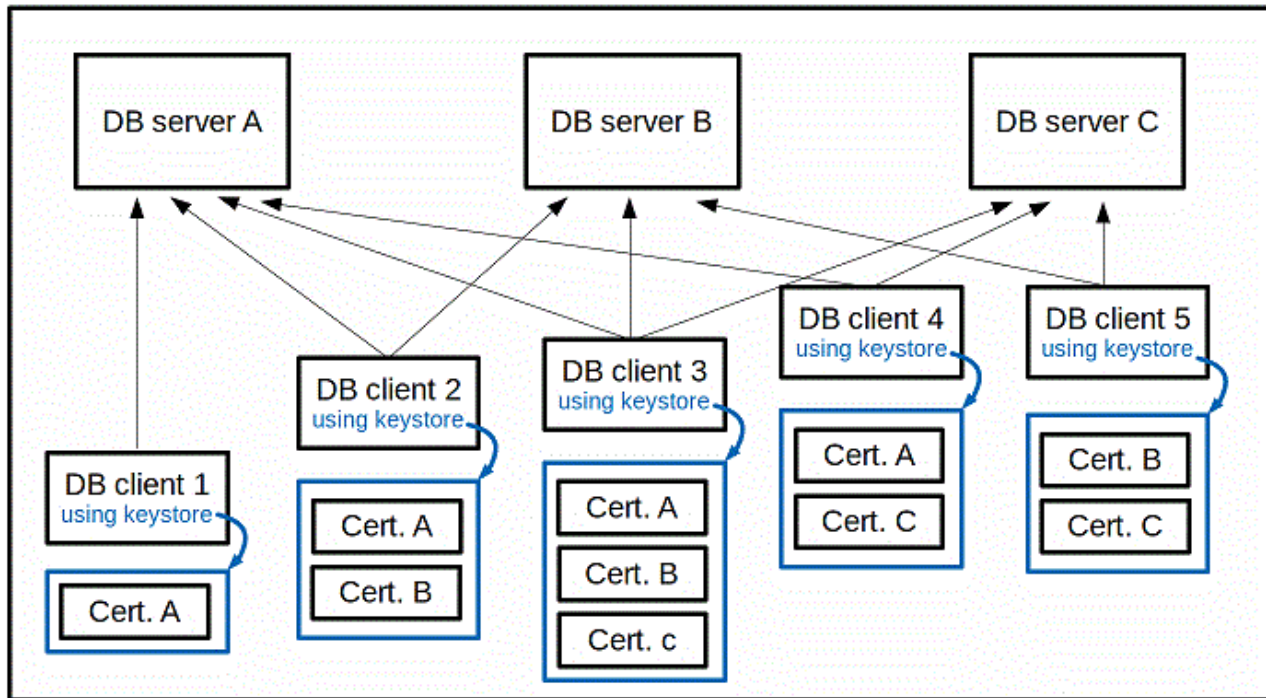 DB server A
DB server B
DB server C
DB client 1
using keystore
Cert. A
DB client 2
using keystore
Cert. A
Cert. B
DB client 3
using keystore
Cert. A
Cert. B
Cert. c
DB client 4
using keystore
Cert. A
Cert. C
DB client 5
using keystore
Cert. B
Cert. C